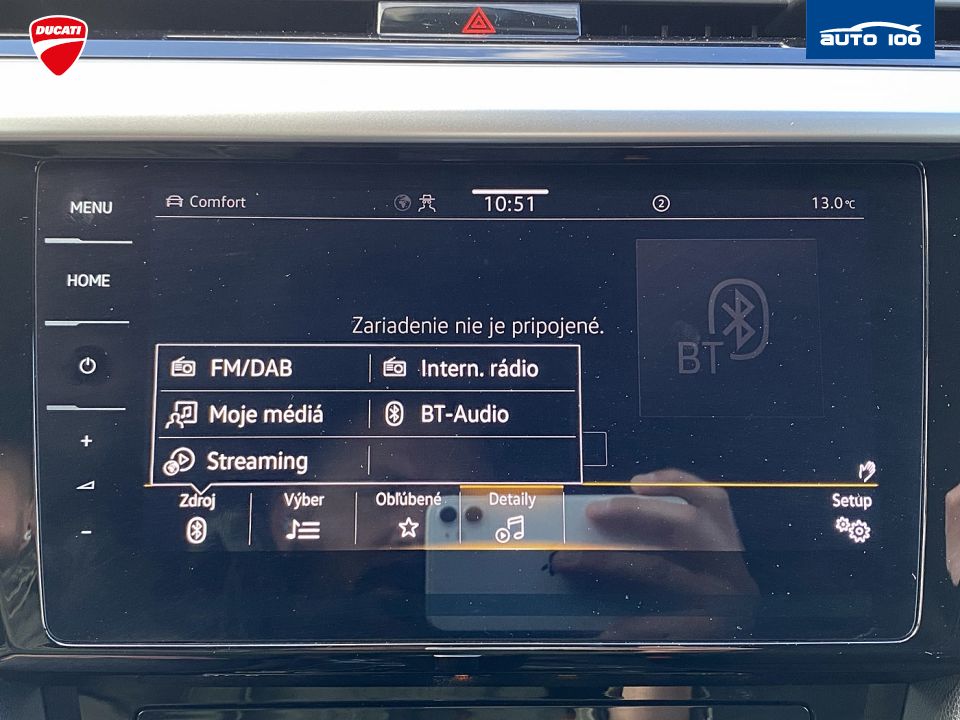 DUCATI
AUTO 100
MENU
HOME
+
−
Comfort
10:51
2
13.0°C
Zariadenie nie je pripojené.
BT
FM/DAB
Intern. rádio
Moje médiá
BT-Audio
Streaming
Zdroj
Výber
Obľúbené
Detaily
Setup